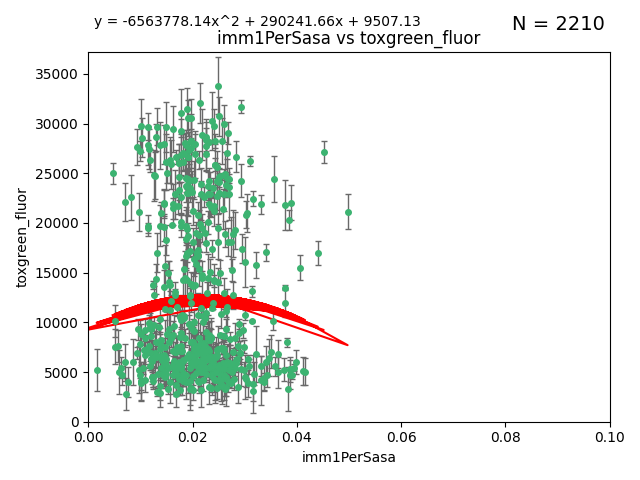 y = -6563778.14x^2 + 290241.66x + 9507.13
N = 2210
imm1PerSasa vs toxgreen_fluor
35000
30000
25000
20000
15000
10000
5000
0
toxgreen_fluor
0.00 0.02 0.04 0.06 0.08 0.10
imm1PerSasa